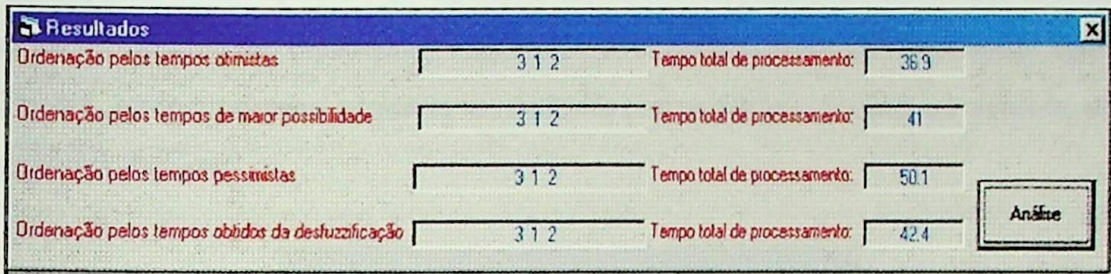 Resultados
Ordenação pelos tempos otimistas 3 1 2 Tempo total de processamento: 36.9
Ordenação pelos tempos de maior possibilidade 3 1 2 Tempo total de processamento: 41
Ordenação pelos tempos pessimistas 3 1 2 Tempo total de processamento: 50.1
Análise
Ordenação pelos tempos obtidos da desfuzzificação 3 1 2 Tempo total de processamento: 42.4